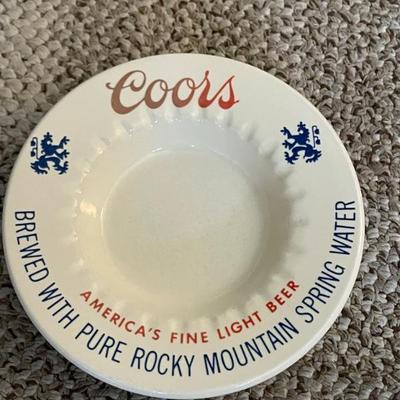 Coors
AMERICA'S FINE LIGHT BEER
BREWED WITH PURE ROCKY MOUNTAIN SPRING WATER